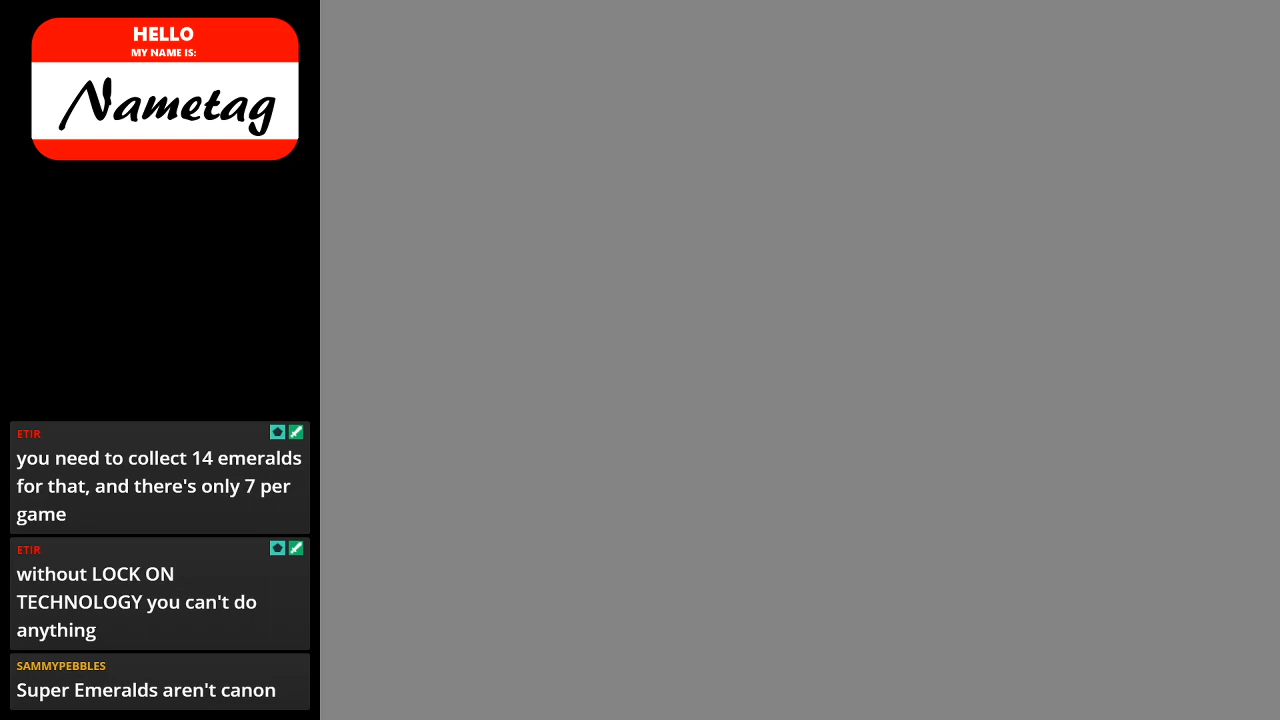 HELLO
MY NAME IS:
Nametag
ETIR
you need to collect 14 emeralds
for that, and there's only 7 per
game
ETIR
without LOCK ON
TECHNOLOGY you can't do
anything
SAMMYPEBBLES
Super Emeralds aren't canon